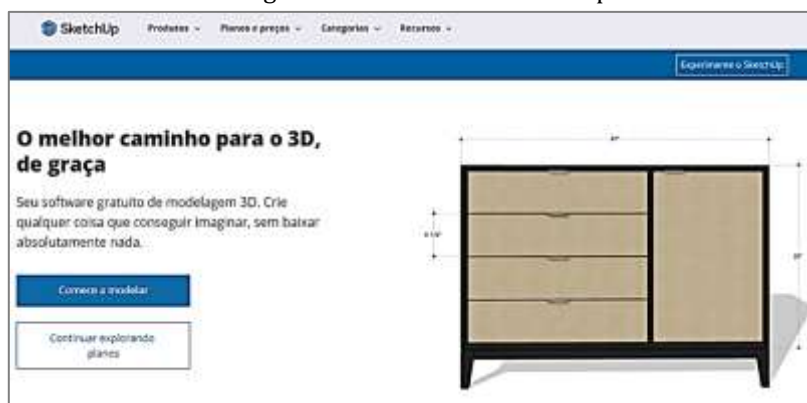 SketchUp Produtos Planos e preços Categorias Recursos
Experimente o SketchUp
O melhor caminho para o 3D,
de graça
Seu software gratuito de modelagem 3D. Crie
qualquer coisa que conseguir imaginar, sem baixar
absolutamente nada.
Comece a modelar
Continuar explorando
planos